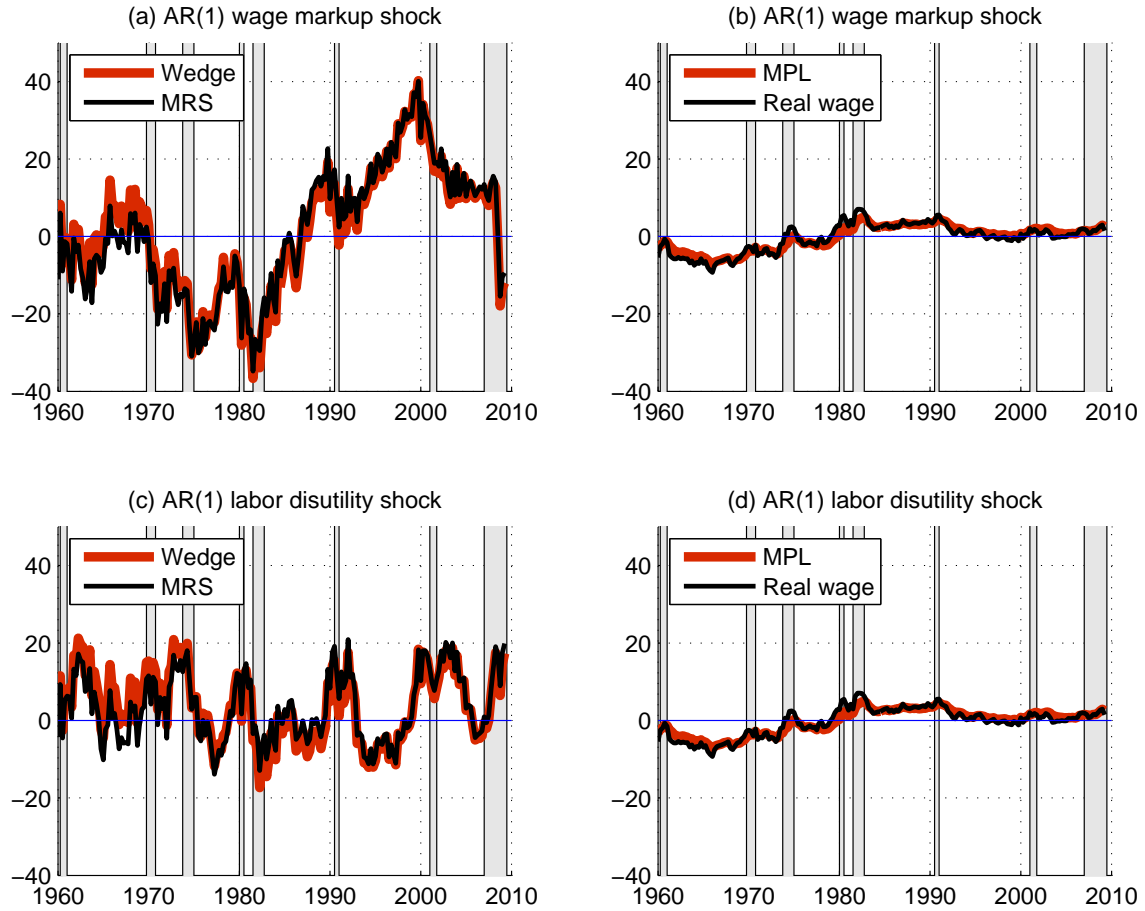 (a) AR(1) wage markup shock
Wedge
MRS
40
20
0
−20
−40
1960 1970 1980 1990 2000 2010
(b) AR(1) wage markup shock
MPL
Real wage
40
20
0
−20
−40
1960 1970 1980 1990 2000 2010
(c) AR(1) labor disutility shock
Wedge
MRS
40
20
0
−20
−40
1960 1970 1980 1990 2000 2010
(d) AR(1) labor disutility shock
MPL
Real wage
40
20
0
−20
−40
1960 1970 1980 1990 2000 2010